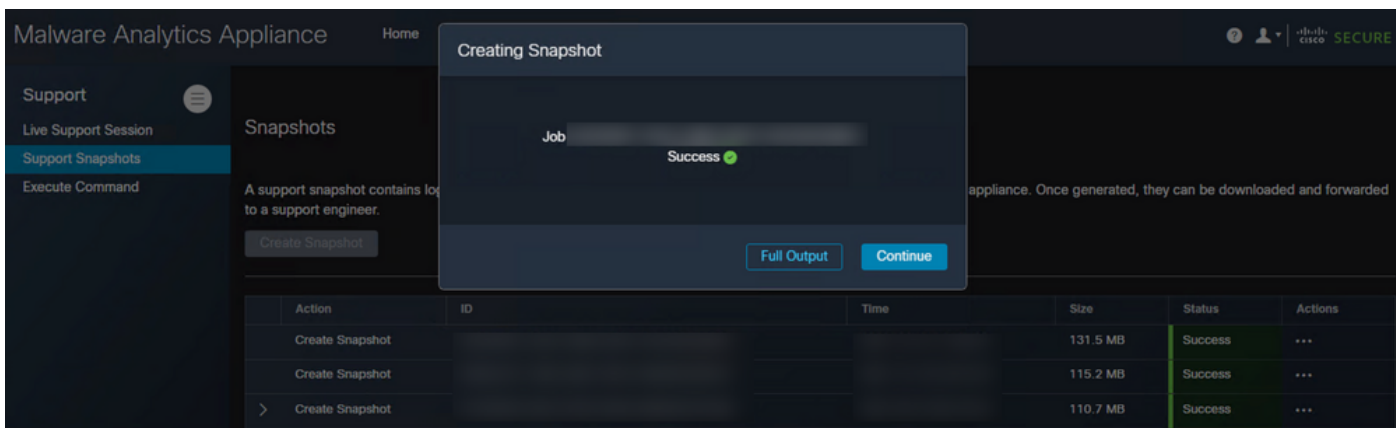 Malware Analytics Appliance
Home
cisco SECURE
Creating Snapshot
Support
Live Support Session
Support Snapshots
Execute Command
Snapshots
Job
Success
A support snapshot contains log
appliance. Once generated, they can be downloaded and forwarded
to a support engineer.
Create Snapshot
Full Output
Continue
Action ID Time Size Status Actions
Create Snapshot 131.5 MB Success ...
Create Snapshot 115.2 MB Success ...
Create Snapshot 110.7 MB Success ...